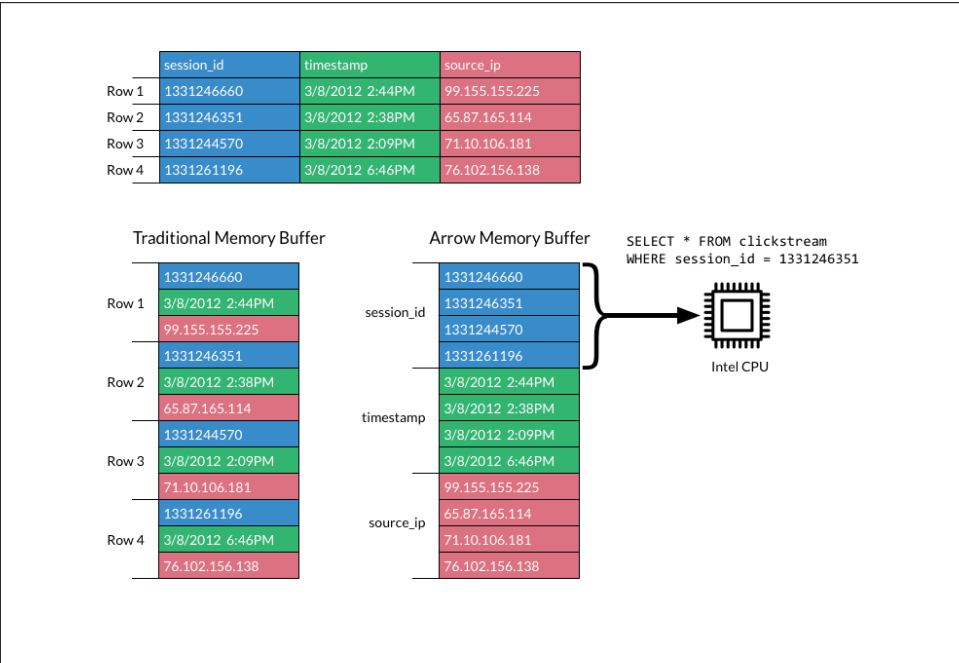 session_id timestamp source_ip
Row 1 1331246660 3/8/2012 2:44PM 99.155.155.225
Row 2 1331246351 3/8/2012 2:38PM 65.87.165.114
Row 3 1331244570 3/8/2012 2:09PM 71.10.106.181
Row 4 1331261196 3/8/2012 6:46PM 76.102.156.138
Traditional Memory Buffer
Row 1
1331246660
3/8/2012 2:44PM
99.155.155.225
Row 2
1331246351
3/8/2012 2:38PM
65.87.165.114
Row 3
1331244570
3/8/2012 2:09PM
71.10.106.181
Row 4
1331261196
3/8/2012 6:46PM
76.102.156.138
Arrow Memory Buffer
session_id
1331246660
1331246351
1331244570
1331261196
timestamp
3/8/2012 2:44PM
3/8/2012 2:38PM
3/8/2012 2:09PM
3/8/2012 6:46PM
source_ip
99.155.155.225
65.87.165.114
71.10.106.181
76.102.156.138
SELECT * FROM clickstream
WHERE session_id = 1331246351
Intel CPU